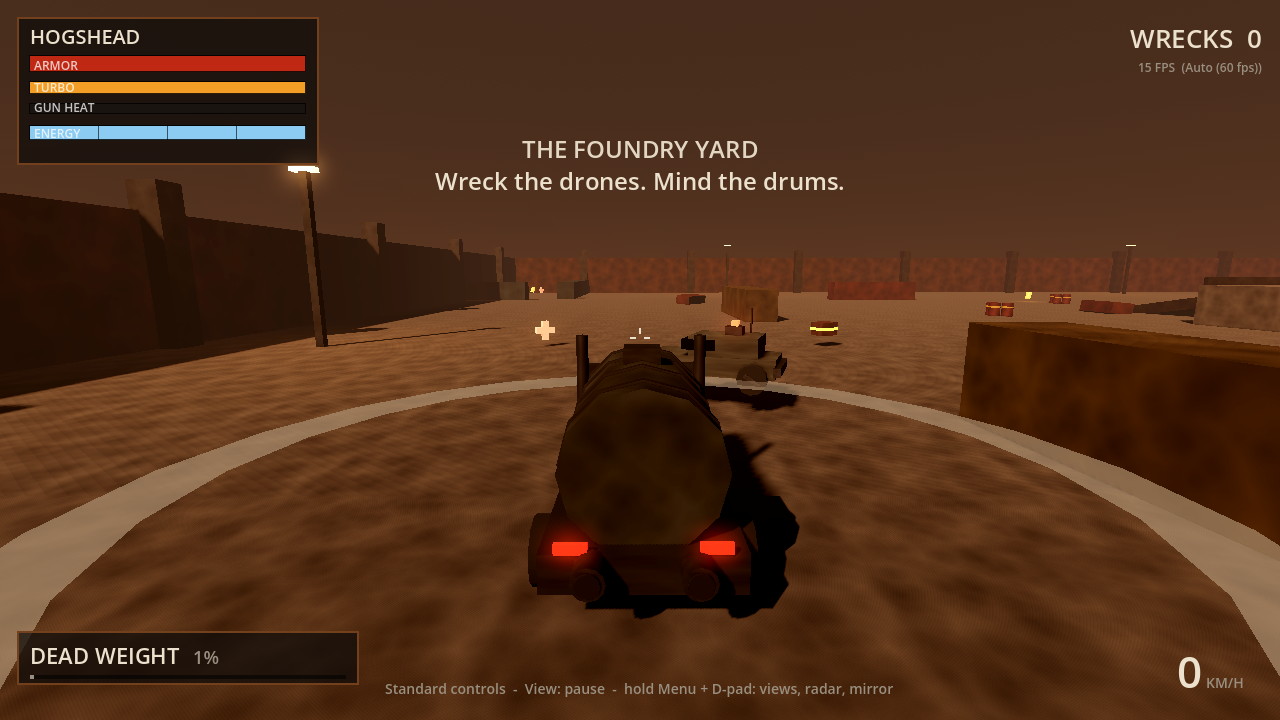 HOGSHEAD
ARMOR
TURBO
GUN HEAT
ENERGY
WRECKS 0
15 FPS (Auto (60 fps))
THE FOUNDRY YARD
Wreck the drones. Mind the drums.
DEAD WEIGHT 1%
Standard controls - View: pause - hold Menu + D-pad: views, radar, mirror
0 KM/H